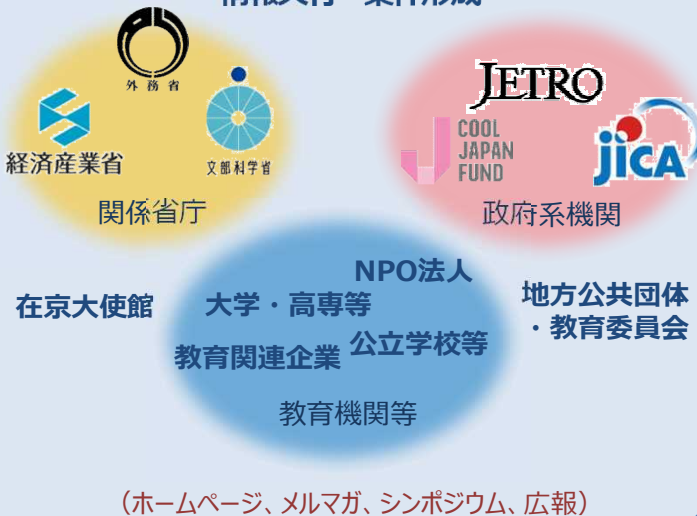 外務省
経済産業省
文部科学省
関係省庁
JETRO
COOL
JAPAN
FUND
JICA
政府系機関
在京大使館
NPO法人
大学・高専等
教育関連企業
公立学校等
教育機関等
地方公共団体
・教育委員会
（ホームページ、メルマガ、シンポジウム、広報）